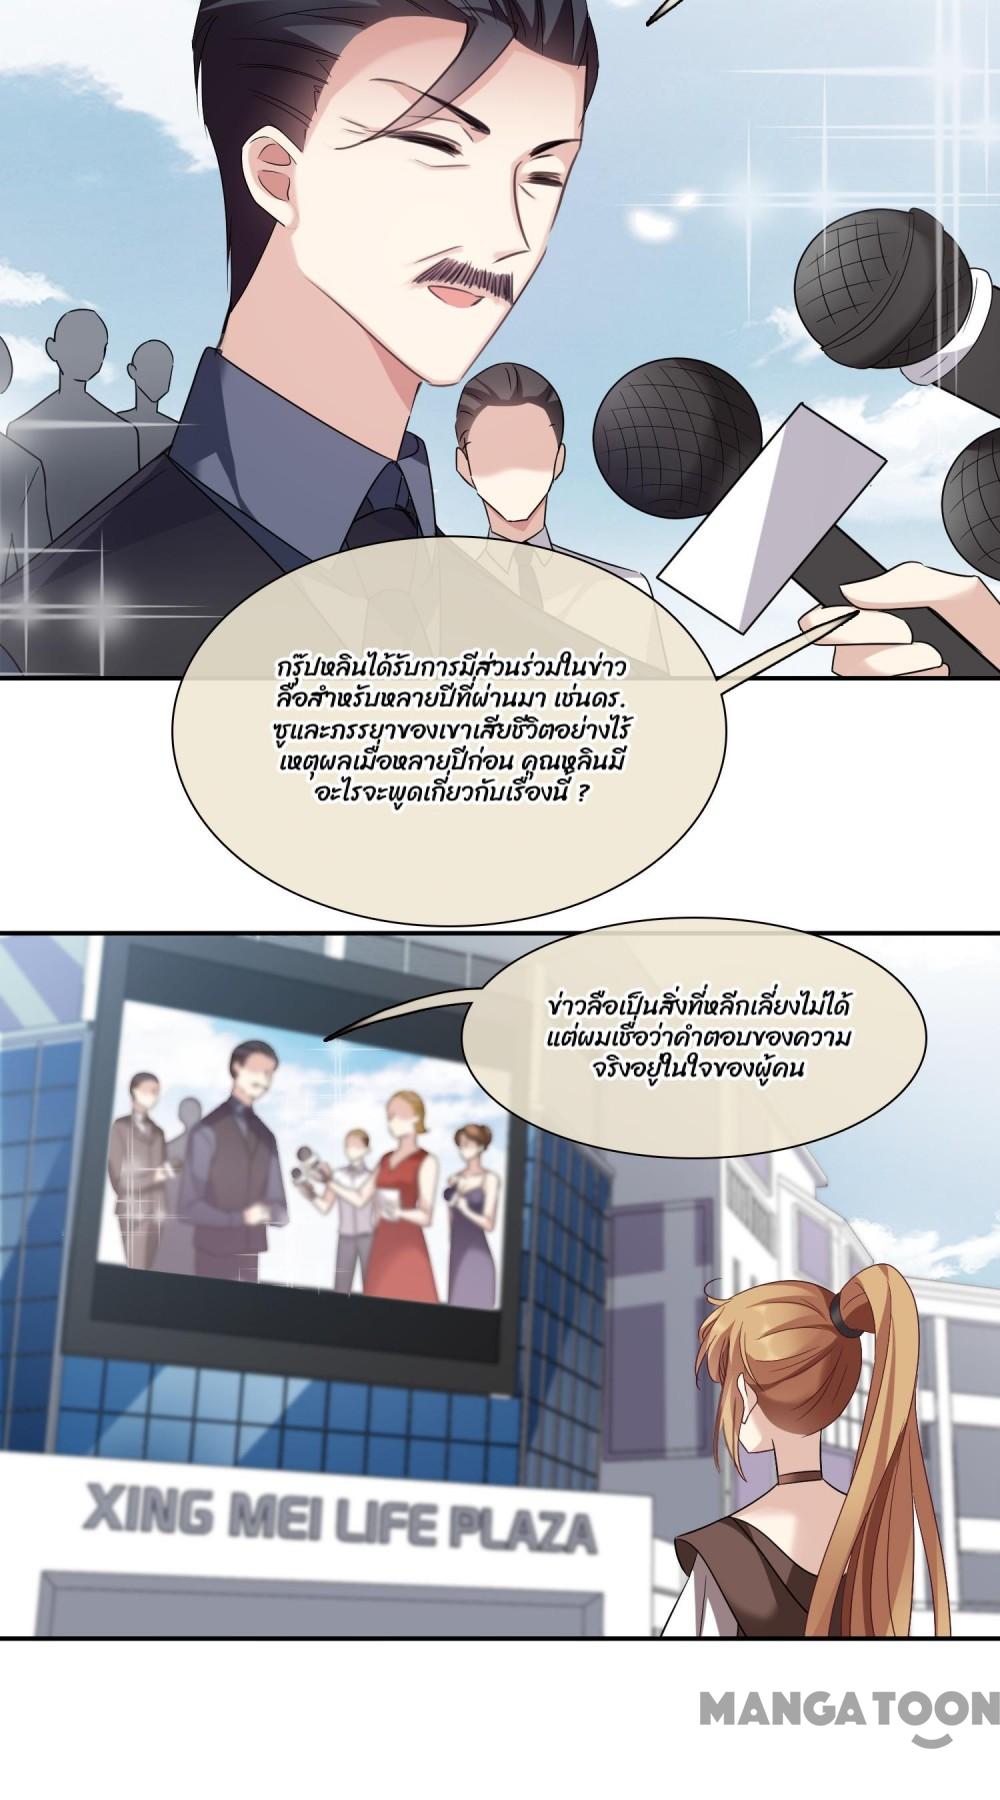 กรุ๊ปหลินได้รับการมีส่วนร่วมในข่าว
ลือสำหรับหลายปีที่ผ่านมา เช่นดร.
ซูและภรรยาของเขาเสียชีวิตอย่างไร้
เหตุผลเมื่อหลายปีก่อน คุณหลินมี
อะไรจะพูดเกี่ยวกับเรื่องนี้ ?
ข่าวลือเป็นสิ่งที่หลีกเลี่ยงไม่ได้
แต่ผมเชื่อว่าคำตอบของความ
จริงอยู่ในใจของผู้คน
XING MEI LIFE PLAZA
MANGATOON